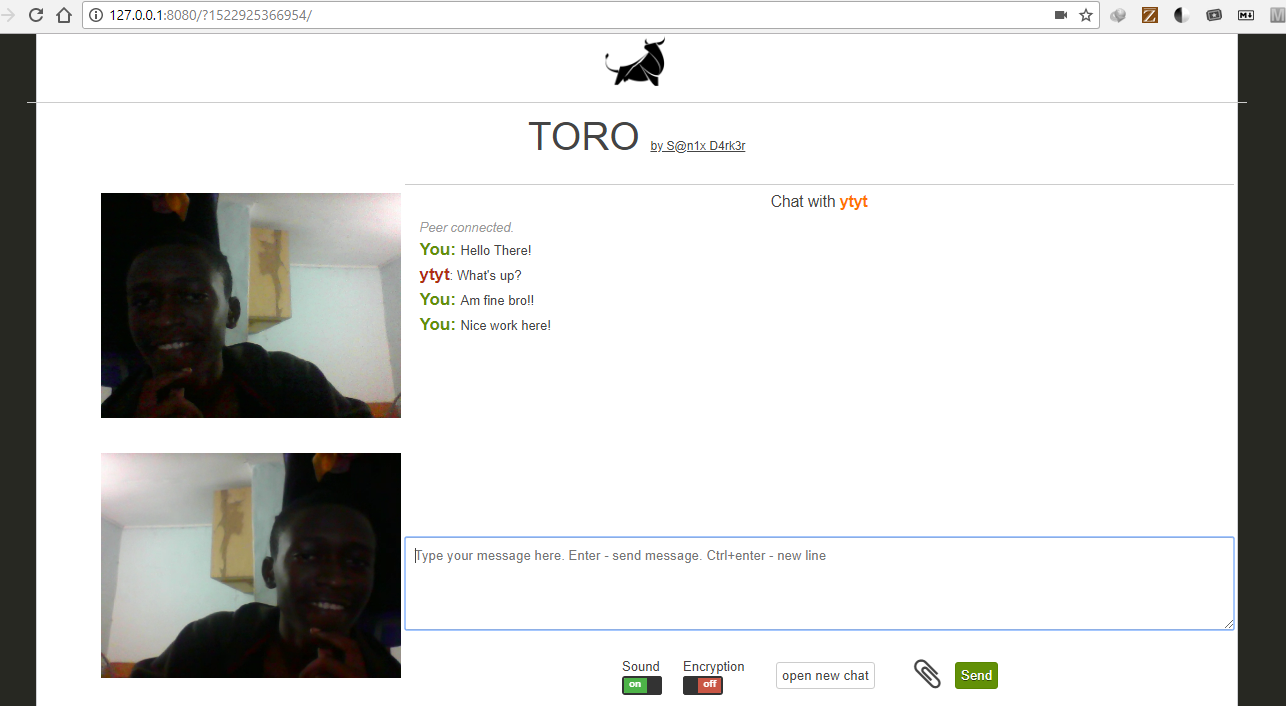 127.0.0.1:8080/?1522925366954/
TORO by S@n1x D4rk3r
Chat with ytyt
Peer connected.
You: Hello There!
ytyt: What's up?
You: Am fine bro!!
You: Nice work here!
Type your message here. Enter - send message. Ctrl+enter - new line
Sound Encryption
on off open new chat Send